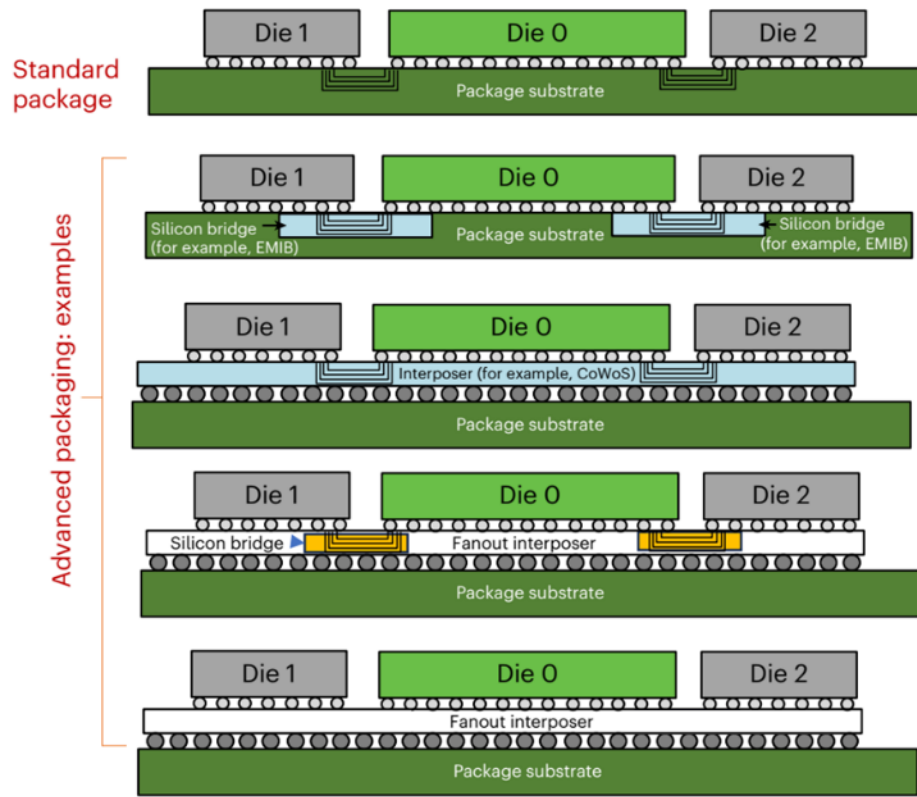 Standard
package
Die 1
Die 0
Die 2
Package substrate
Advanced packaging: examples
Die 1
Die 0
Die 2
Silicon bridge
(for example, EMIB)
Package substrate
Silicon bridge
(for example, EMIB)
Die 1
Die 0
Die 2
Interposer (for example, CoWoS)
Package substrate
Die 1
Die 0
Die 2
Silicon bridge
Fanout interposer
Package substrate
Die 1
Die 0
Die 2
Fanout interposer
Package substrate